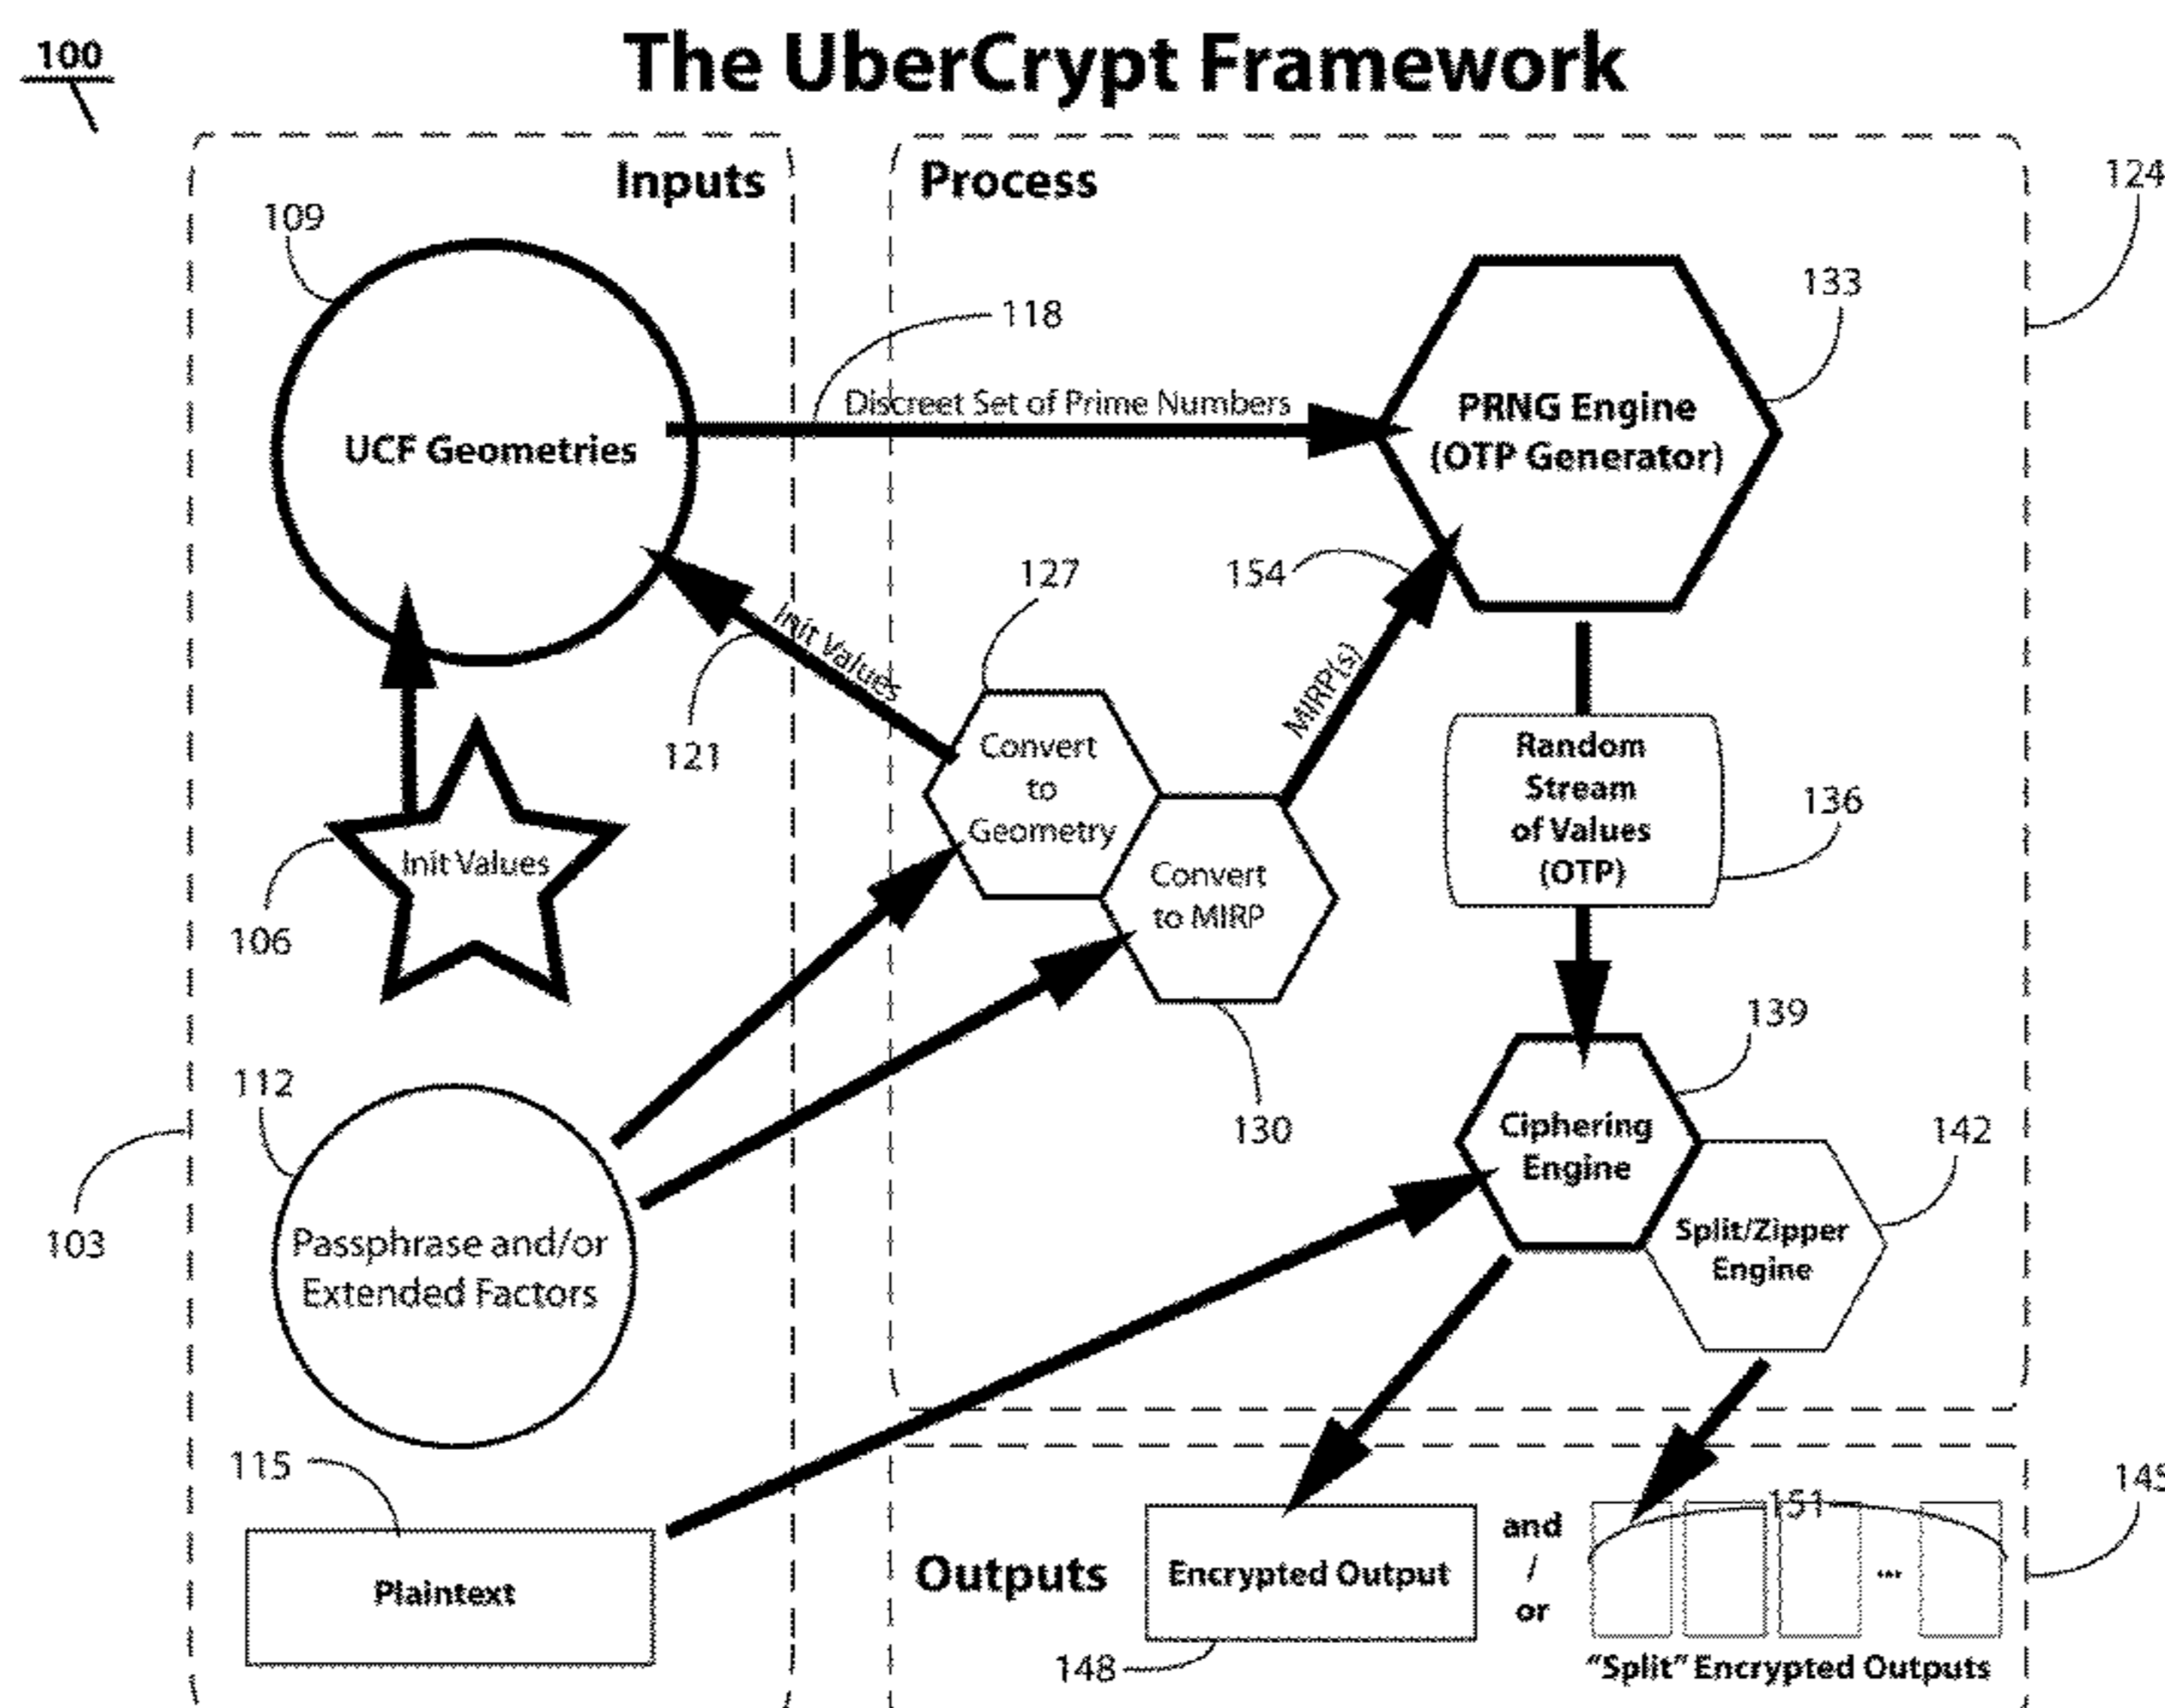 100
The UberCrypt Framework
Inputs
Process
124
109
118
133
Discreet Set of Prime Numbers
UCF Geometries
PRNG Engine
(OTP Generator)
127
154
Init Values
121
MIRP(s)
Convert
to
Geometry
Convert
to MIRP
Random
Stream
of Values
(OTP)
136
Init Values
106
139
112
130
Ciphering
Engine
142
103
Passphrase and/or
Extended Factors
Split/Zipper
Engine
115
145
Plaintext
Outputs
Encrypted Output
and
/
or
151
...
148
"Split" Encrypted Outputs